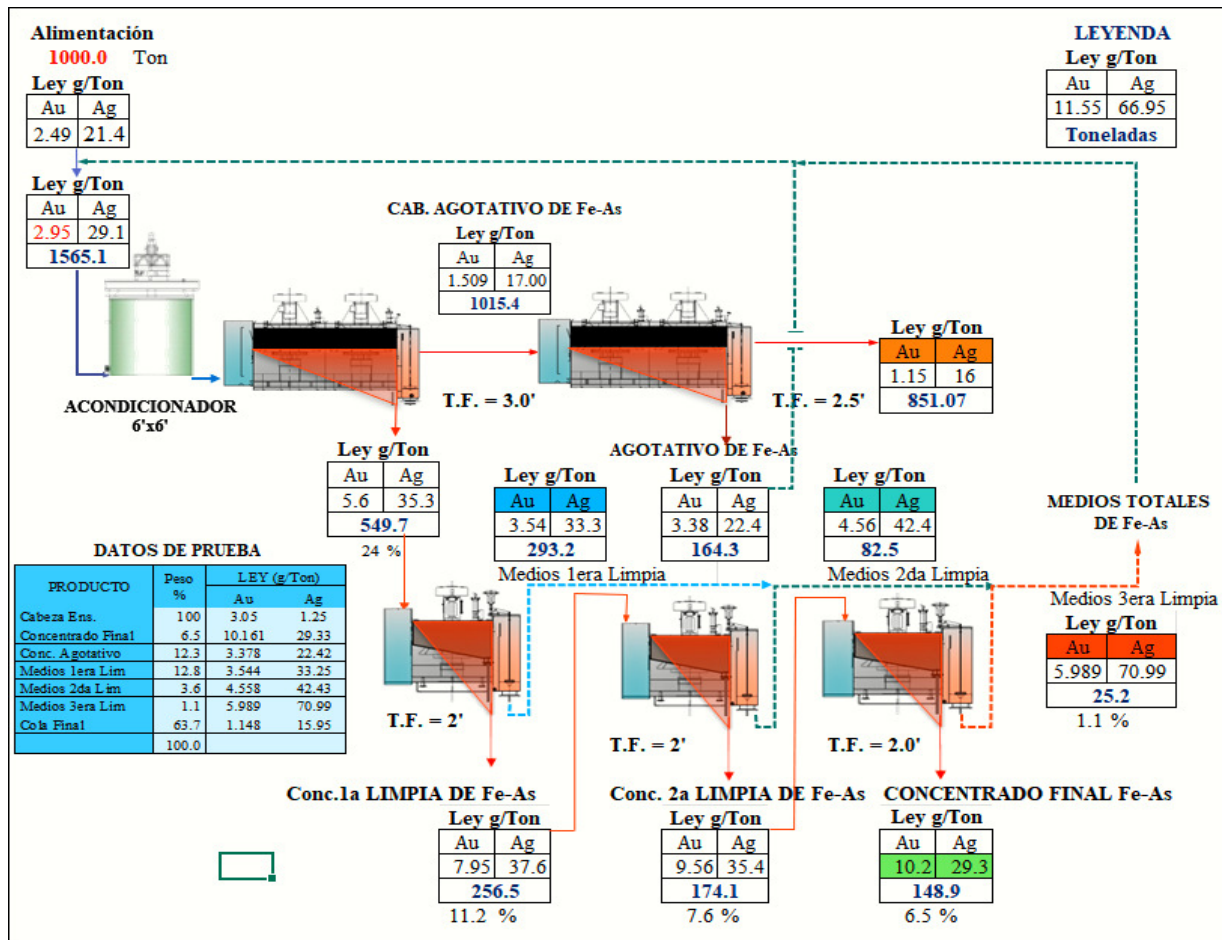 Alimentación
1000.0 Ton
Ley g/Ton
Au Ag
2.49 21.4
LEYENDA
Ley g/Ton
Au Ag
11.55 66.95
Toneladas
Ley g/Ton
Au Ag
2.95 29.1
1565.1
CAB. AGOTATIVO DE Fe-As
Ley g/Ton
Au Ag
1.509 17.00
1015.4
Ley g/Ton
Au Ag
1.15 16
851.07
ACONDICIONADOR
6'x6'
T.F. = 3.0'
T.F. = 2.5'
Ley g/Ton
Au Ag
5.6 35.3
549.7
24 %
Ley g/Ton
Au Ag
3.54 33.3
293.2
Medios 1era Limpia
AGOTATIVO DE Fe-As
Ley g/Ton
Au Ag
3.38 22.4
164.3
Ley g/Ton
Au Ag
4.56 42.4
82.5
Medios 2da Limpia
MEDIOS TOTALES
DE Fe-As
Medios 3era Limpia
Ley g/Ton
Au Ag
5.989 70.99
25.2
1.1 %
DATOS DE PRUEBA
PRODUCTO Peso % LEY (g/Ton)
Au Ag
Cabeza Ens. 100 3.05 1.25
Concentrado Final 6.5 10.161 29.33
Conc. Agotativo 12.3 3.378 22.42
Medios 1era Lim 12.8 3.544 33.25
Medios 2da Lim 3.6 4.558 42.43
Medios 3era Lim 1.1 5.989 70.99
Cola Final 63.7 1.148 15.95
100.0
T.F. = 2'
T.F. = 2'
T.F. = 2.0'
Conc.1a LIMPIA DE Fe-As
Ley g/Ton
Au Ag
7.95 37.6
256.5
11.2 %
Conc. 2a LIMPIA DE Fe-As
Ley g/Ton
Au Ag
9.56 35.4
174.1
7.6 %
CONCENTRADO FINAL Fe-As
Ley g/Ton
Au Ag
10.2 29.3
148.9
6.5 %